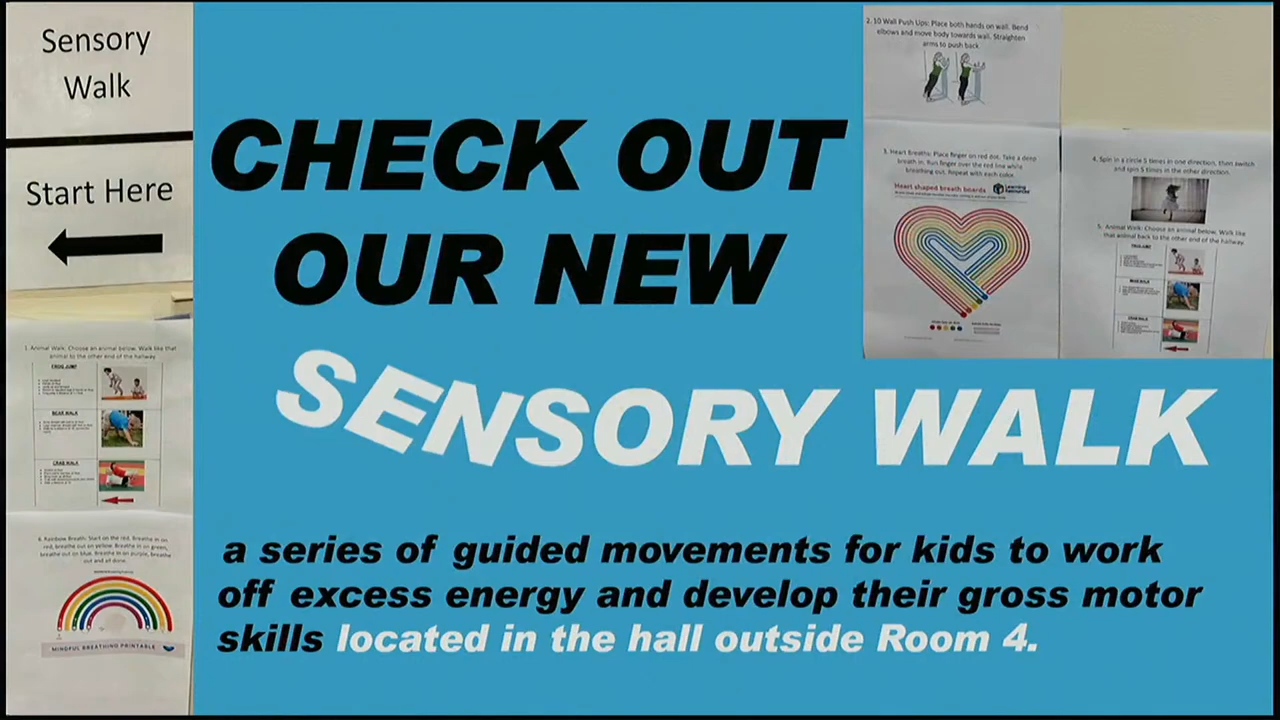 Sensory
Walk
Start Here
1. Animal Walk: Choose an animal below. Walk like that
animal to the other end of the hallway.
FROG JUMP
BEAR WALK
CRAB WALK
6. Rainbow Breath: Start on the red. Breathe in on
red, breathe out on yellow. Breathe in on green,
breathe out on blue. Breathe in on purple, breathe
out and all done.
MINDFUL BREATHING PRINTABLE
CHECK OUT
OUR NEW
SENSORY WALK
a series of guided movements for kids to work
off excess energy and develop their gross motor
skills located in the hall outside Room 4.
2. 10 Wall Push Ups: Place both hands on wall. Bend
elbows and move body towards wall. Straighten
arms to push back.
3. Heart Breaths: Place finger on red dot. Take a deep
breath in. Run finger over the red line while
breathing out. Repeat with each color.
Heart shaped breath boards
Learning
Resources
4. Spin in a circle 5 times in one direction, then switch
and spin 5 times in the other direction.
5. Animal Walk: Choose an animal below. Walk like
that animal back to the other end of the hallway.
FROG JUMP
BEAR WALK
CRAB WALK